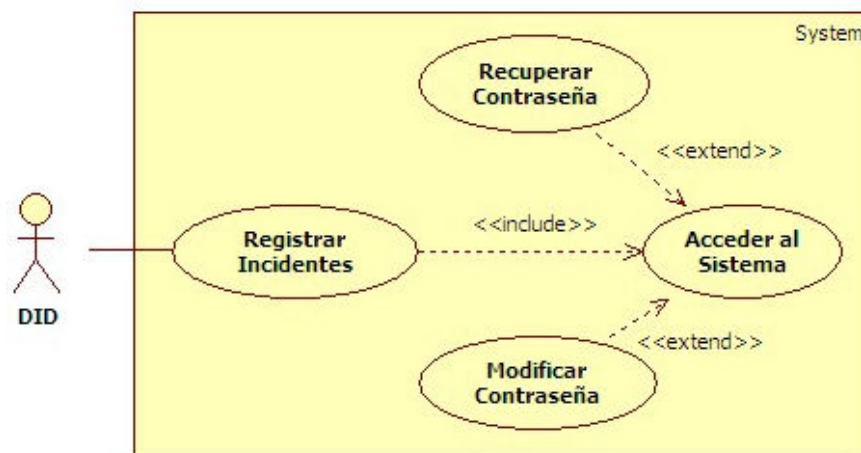 System
Recuperar
Contraseña
<<extend>>
<<include>>
Registrar
Incidentes
Acceder al
Sistema
DID
<<extend>>
Modificar
Contraseña